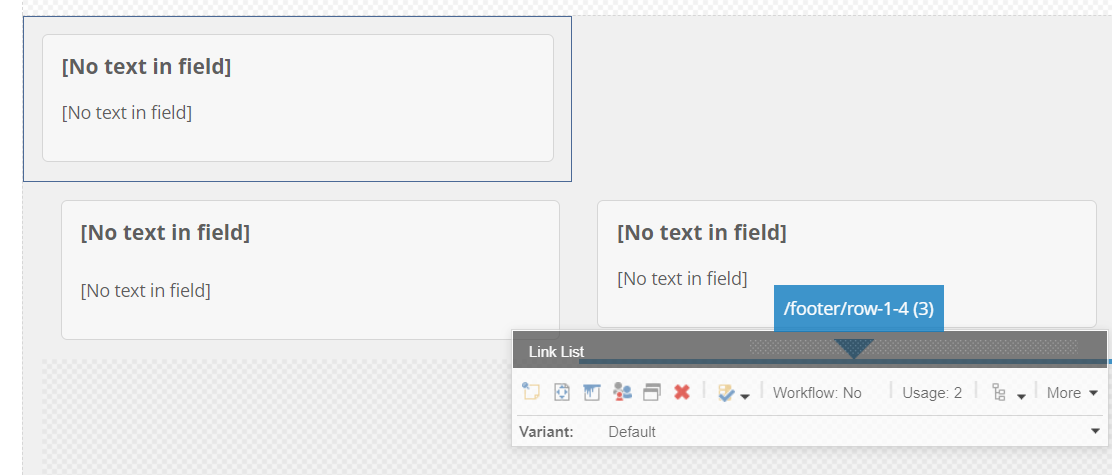 [No text in field]
[No text in field]
[No text in field]
[No text in field]
[No text in field]
[No text in field]
/footer/row-1-4 (3)
Link List
Workflow: No Usage: 2 More
Variant: Default